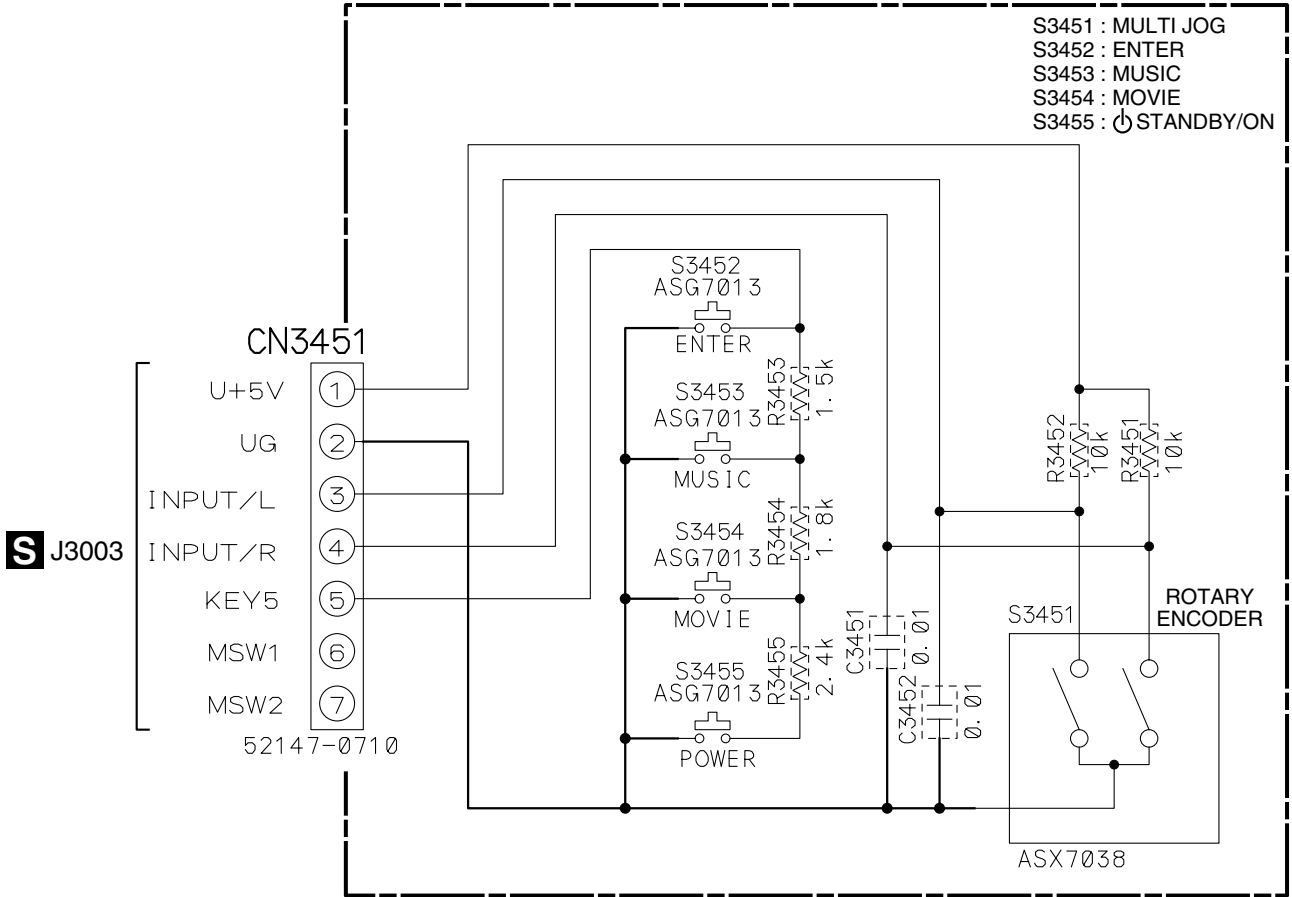 S3451 : MULTI JOG
S3452 : ENTER
S3453 : MUSIC
S3454 : MOVIE
S3455 : ⏻ STANDBY/ON
S3452
ASG7013
ENTER
CN3451
U+5V
1
UG
2
INPUT/L
3
INPUT/R
4
KEY5
5
MSW1
6
MSW2
7
52147-0710
S J3003
S3453
ASG7013
MUSIC
S3454
ASG7013
MOVIE
S3455
ASG7013
POWER
R3453
1.5k
R3454
1.8k
R3455
2.4k
C3451
0.01
C3452
0.01
R3452
10k
R3451
10k
S3451
ROTARY
ENCODER
ASX7038